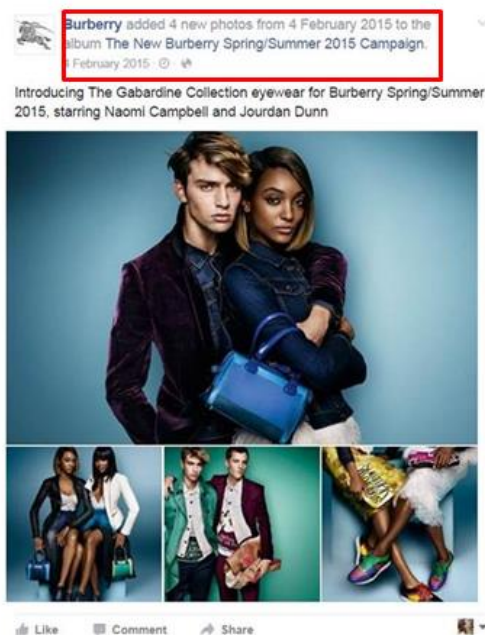 Burberry added 4 new photos from 4 February 2015 to the
album The New Burberry Spring/Summer 2015 Campaign.
4 February 2015
Introducing The Gabardine Collection eyewear for Burberry Spring/Summer
2015, starring Naomi Campbell and Jourdan Dunn
Like Comment Share